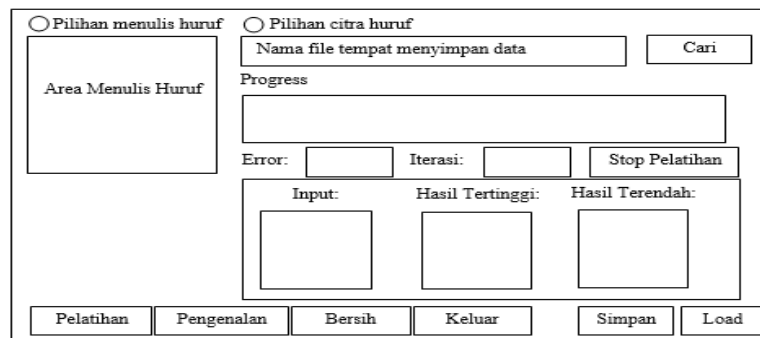 Pilihan menulis huruf Pilihan citra huruf
Nama file tempat menyimpan data Cari
Area Menulis Huruf
Progress
Error: Iterasi: Stop Pelatihan
Input: Hasil Tertinggi: Hasil Terendah:
Pelatihan Pengenalan Bersih Keluar Simpan Load